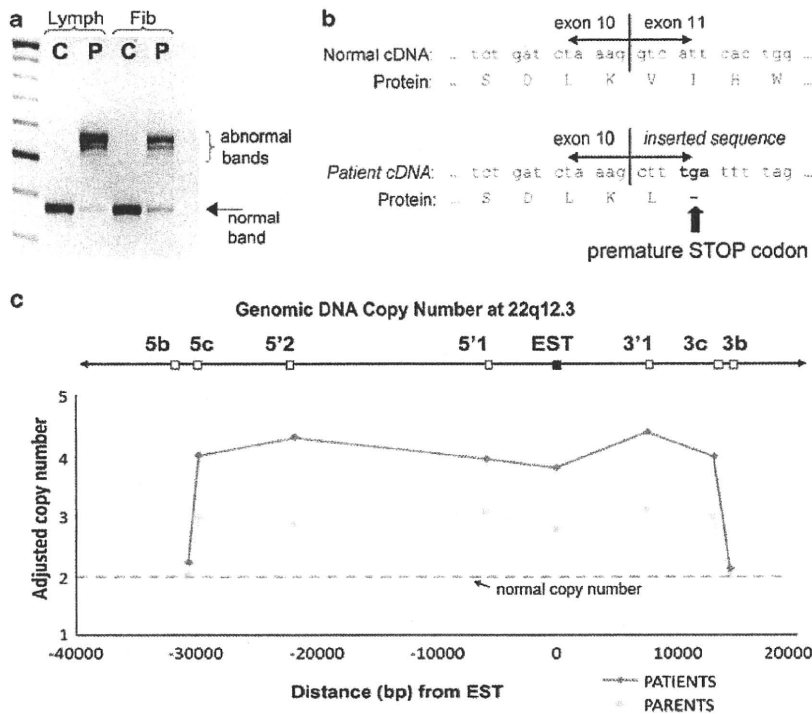 a
Lymph Fib
C P C P
abnormal
bands
normal
band
b
exon 10 exon 11
Normal cDNA: ... tct gat cta aag gtc att cac tgg ...
Protein: ... S D L K V I H W ...
exon 10 inserted sequence
Patient cDNA: ... tct gat cta aag ctt tga ttt tag ...
Protein: ... S D L K L –
premature STOP codon
c
Genomic DNA Copy Number at 22q12.3
5b 5c 5'2 5'1 EST 3'1 3c 3b
Adjusted copy number
5
4
3
2
1
normal copy number
-40000 -30000 -20000 -10000 0 10000 20000
Distance (bp) from EST
PATIENTS
PARENTS